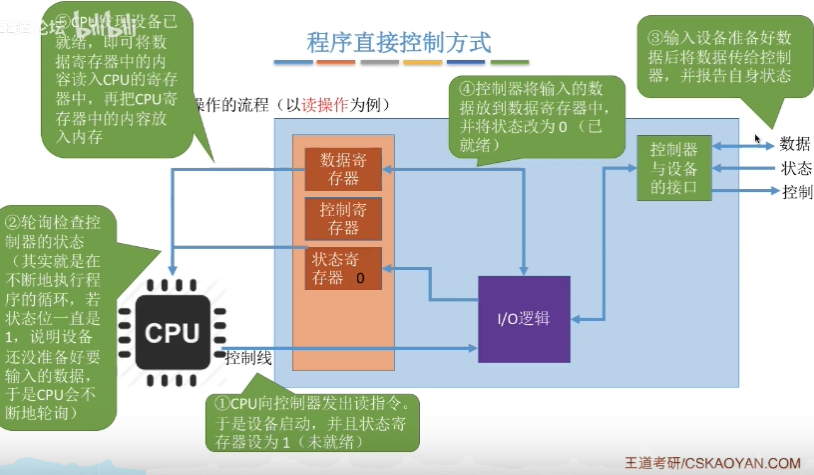 程序直接控制方式
论坛 bilibili
⑤CPU发现设备已
就绪，即可将数
据寄存器中的内
容读入CPU的寄存
器中，再把CPU寄
存器中的内容放
入内存
操作的流程（以读操作为例）
③输入设备准备好数
据后将数据传给控制
器，并报告自身状态
④控制器将输入的数
据放到数据寄存器中，
并将状态改为 0 （已
就绪）
数据寄
存器
控制寄
存器
状态寄
存器 0
控制器
与设备
的接口
数据
状态
控制
②轮询检查控
制器的状态
（其实就是在
不断地执行程
序的循环，若
状态位一直是
1，说明设备
还没准备好要
输入的数据，
于是CPU会不
断地轮询）
CPU
I/O逻辑
控制线
①CPU向控制器发出读指令。
于是设备启动，并且状态寄
存器设为 1（未就绪）
王道考研/CSKAOYAN.COM